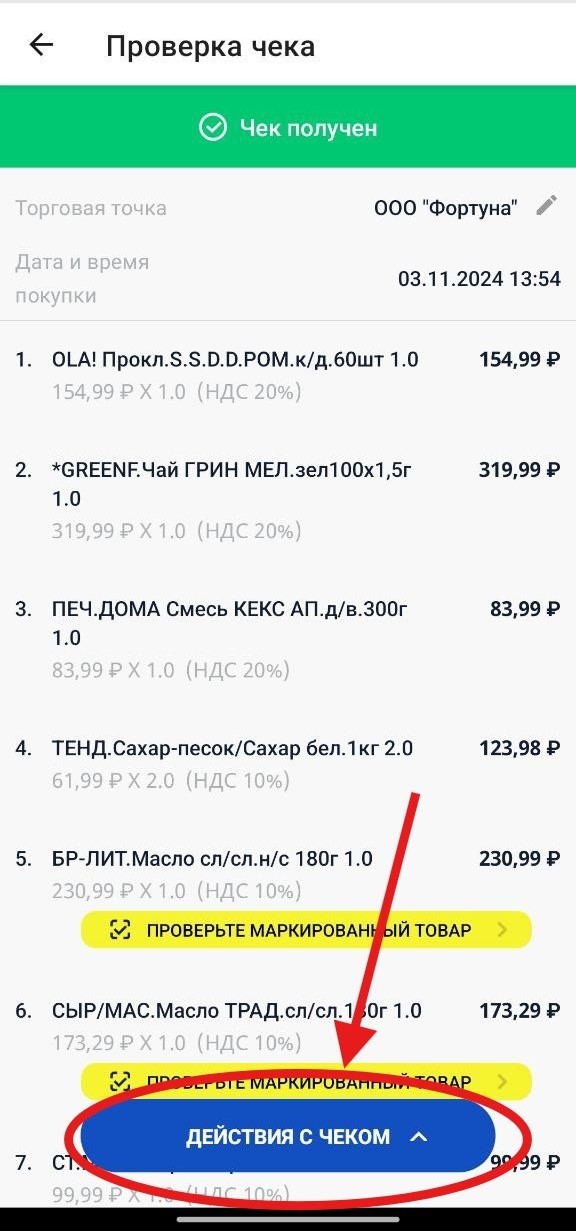 Проверка чека
Чек получен
Торговая точка
ООО "Фортуна"
Дата и время
покупки
03.11.2024 13:54
1. OLA! Прокл.S.S.D.D.РОМ.к/д.60шт 1.0 154,99 ₽
154,99 ₽ X 1.0 (НДС 20%)
2. *GREENF.Чай ГРИН МЕЛ.зел100х1,5г 319,99 ₽
1.0
319,99 ₽ X 1.0 (НДС 20%)
3. ПЕЧ.ДОМА Смесь КЕКС АП.д/в.300г 83,99 ₽
1.0
83,99 ₽ X 1.0 (НДС 20%)
4. ТЕНД.Сахар-песок/Сахар бел.1кг 2.0 123,98 ₽
61,99 ₽ X 2.0 (НДС 10%)
5. БР-ЛИТ.Масло сл/сл.н/с 180г 1.0 230,99 ₽
230,99 ₽ X 1.0 (НДС 10%)
ПРОВЕРЬТЕ МАРКИРОВАННЫЙ ТОВАР
6. СЫР/МАС.Масло ТРАД.сл/сл.180г 1.0 173,29 ₽
173,29 ₽ X 1.0 (НДС 10%)
ПРОВЕРЬТЕ МАРКИРОВАННЫЙ ТОВАР
ДЕЙСТВИЯ С ЧЕКОМ
7. 99,99 ₽
99,99 ₽ X 1.0 (НДС 10%)